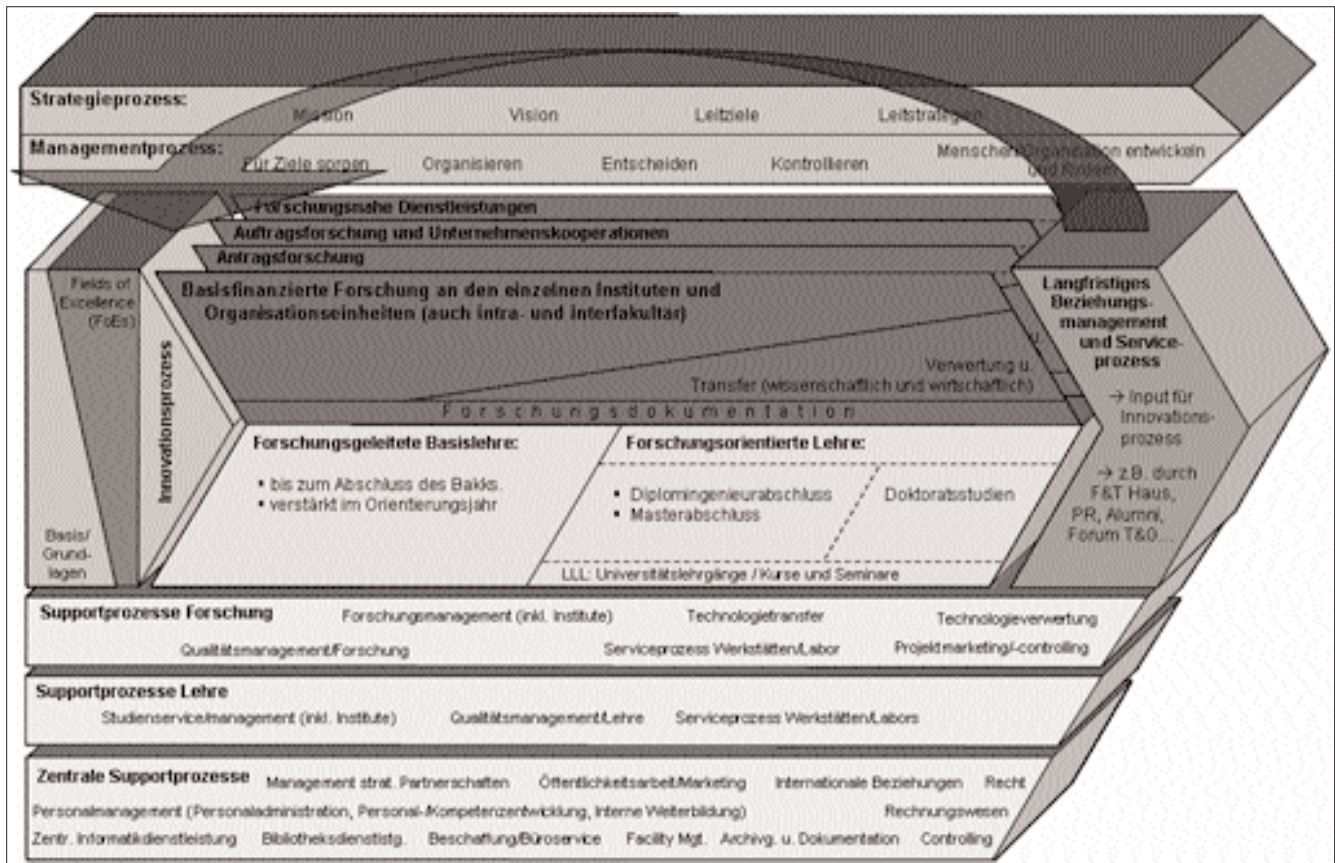 Strategieprozess:
Mission Vision Leitziele Leitstrategien
Managementprozess:
Für Ziele sorgen Organisieren Entscheiden Kontrollieren Menschen/Organisation entwickeln
und fördern
Forschungsnahe Dienstleistungen
Auftragsforschung und Unternehmenskooperationen
Antragsforschung
Basisfinanzierte Forschung an den einzelnen Instituten und
Organisationseinheiten (auch intra- und interfakultär)
Fields of
Excellence
(FoEs)
Basis/
Grund-
lagen
Innovationsprozess
u.
Verwertung u.
Transfer (wissenschaftlich und wirtschaftlich)
Forschungsdokumentation
Forschungsgeleitete Basislehre:
▪ bis zum Abschluss des Bakks.
▪ verstärkt im Orientierungsjahr
Forschungsorientierte Lehre:
▪ Diplomingenieurabschluss
▪ Masterabschluss
Doktoratsstudien
LLL: Universitätslehrgänge / Kurse und Seminare
Langfristiges
Beziehungs-
management
und Service-
prozess
→ Input für
Innovations-
prozess
→ z.B. durch
F&T Haus,
PR, Alumni,
Forum T&G...
Supportprozesse Forschung
Forschungsmanagement (inkl. Institute) Technologietransfer Technologieverwertung
Qualitätsmanagement/Forschung Serviceprozess Werkstätten/Labor Projektmarketing/-controlling
Supportprozesse Lehre
Studienservice/management (inkl. Institute) Qualitätsmanagement/Lehre Serviceprozess Werkstätten/Labors
Zentrale Supportprozesse Management strat. Partnerschaften Öffentlichkeitsarbeit/Marketing Internationale Beziehungen Recht
Personalmanagement (Personaladministration, Personal-/Kompetenzentwicklung, Interne Weiterbildung) Rechnungswesen
Zentr. Informatikdienstleistung Bibliotheksdienstlstg. Beschaffung/Büroservice Facility Mgt. Archivg. u. Dokumentation Controlling